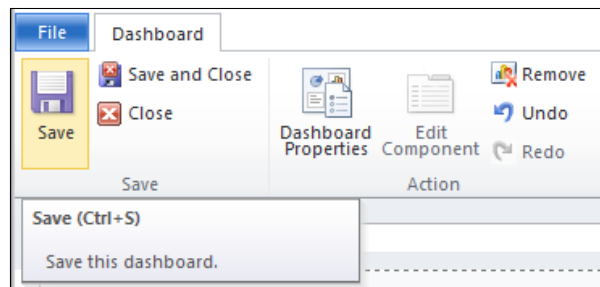 File
Dashboard
Save
Save and Close
Close
Dashboard
Properties
Edit
Component
Remove
Undo
Redo
Save
Action
Save (Ctrl+S)
Save this dashboard.